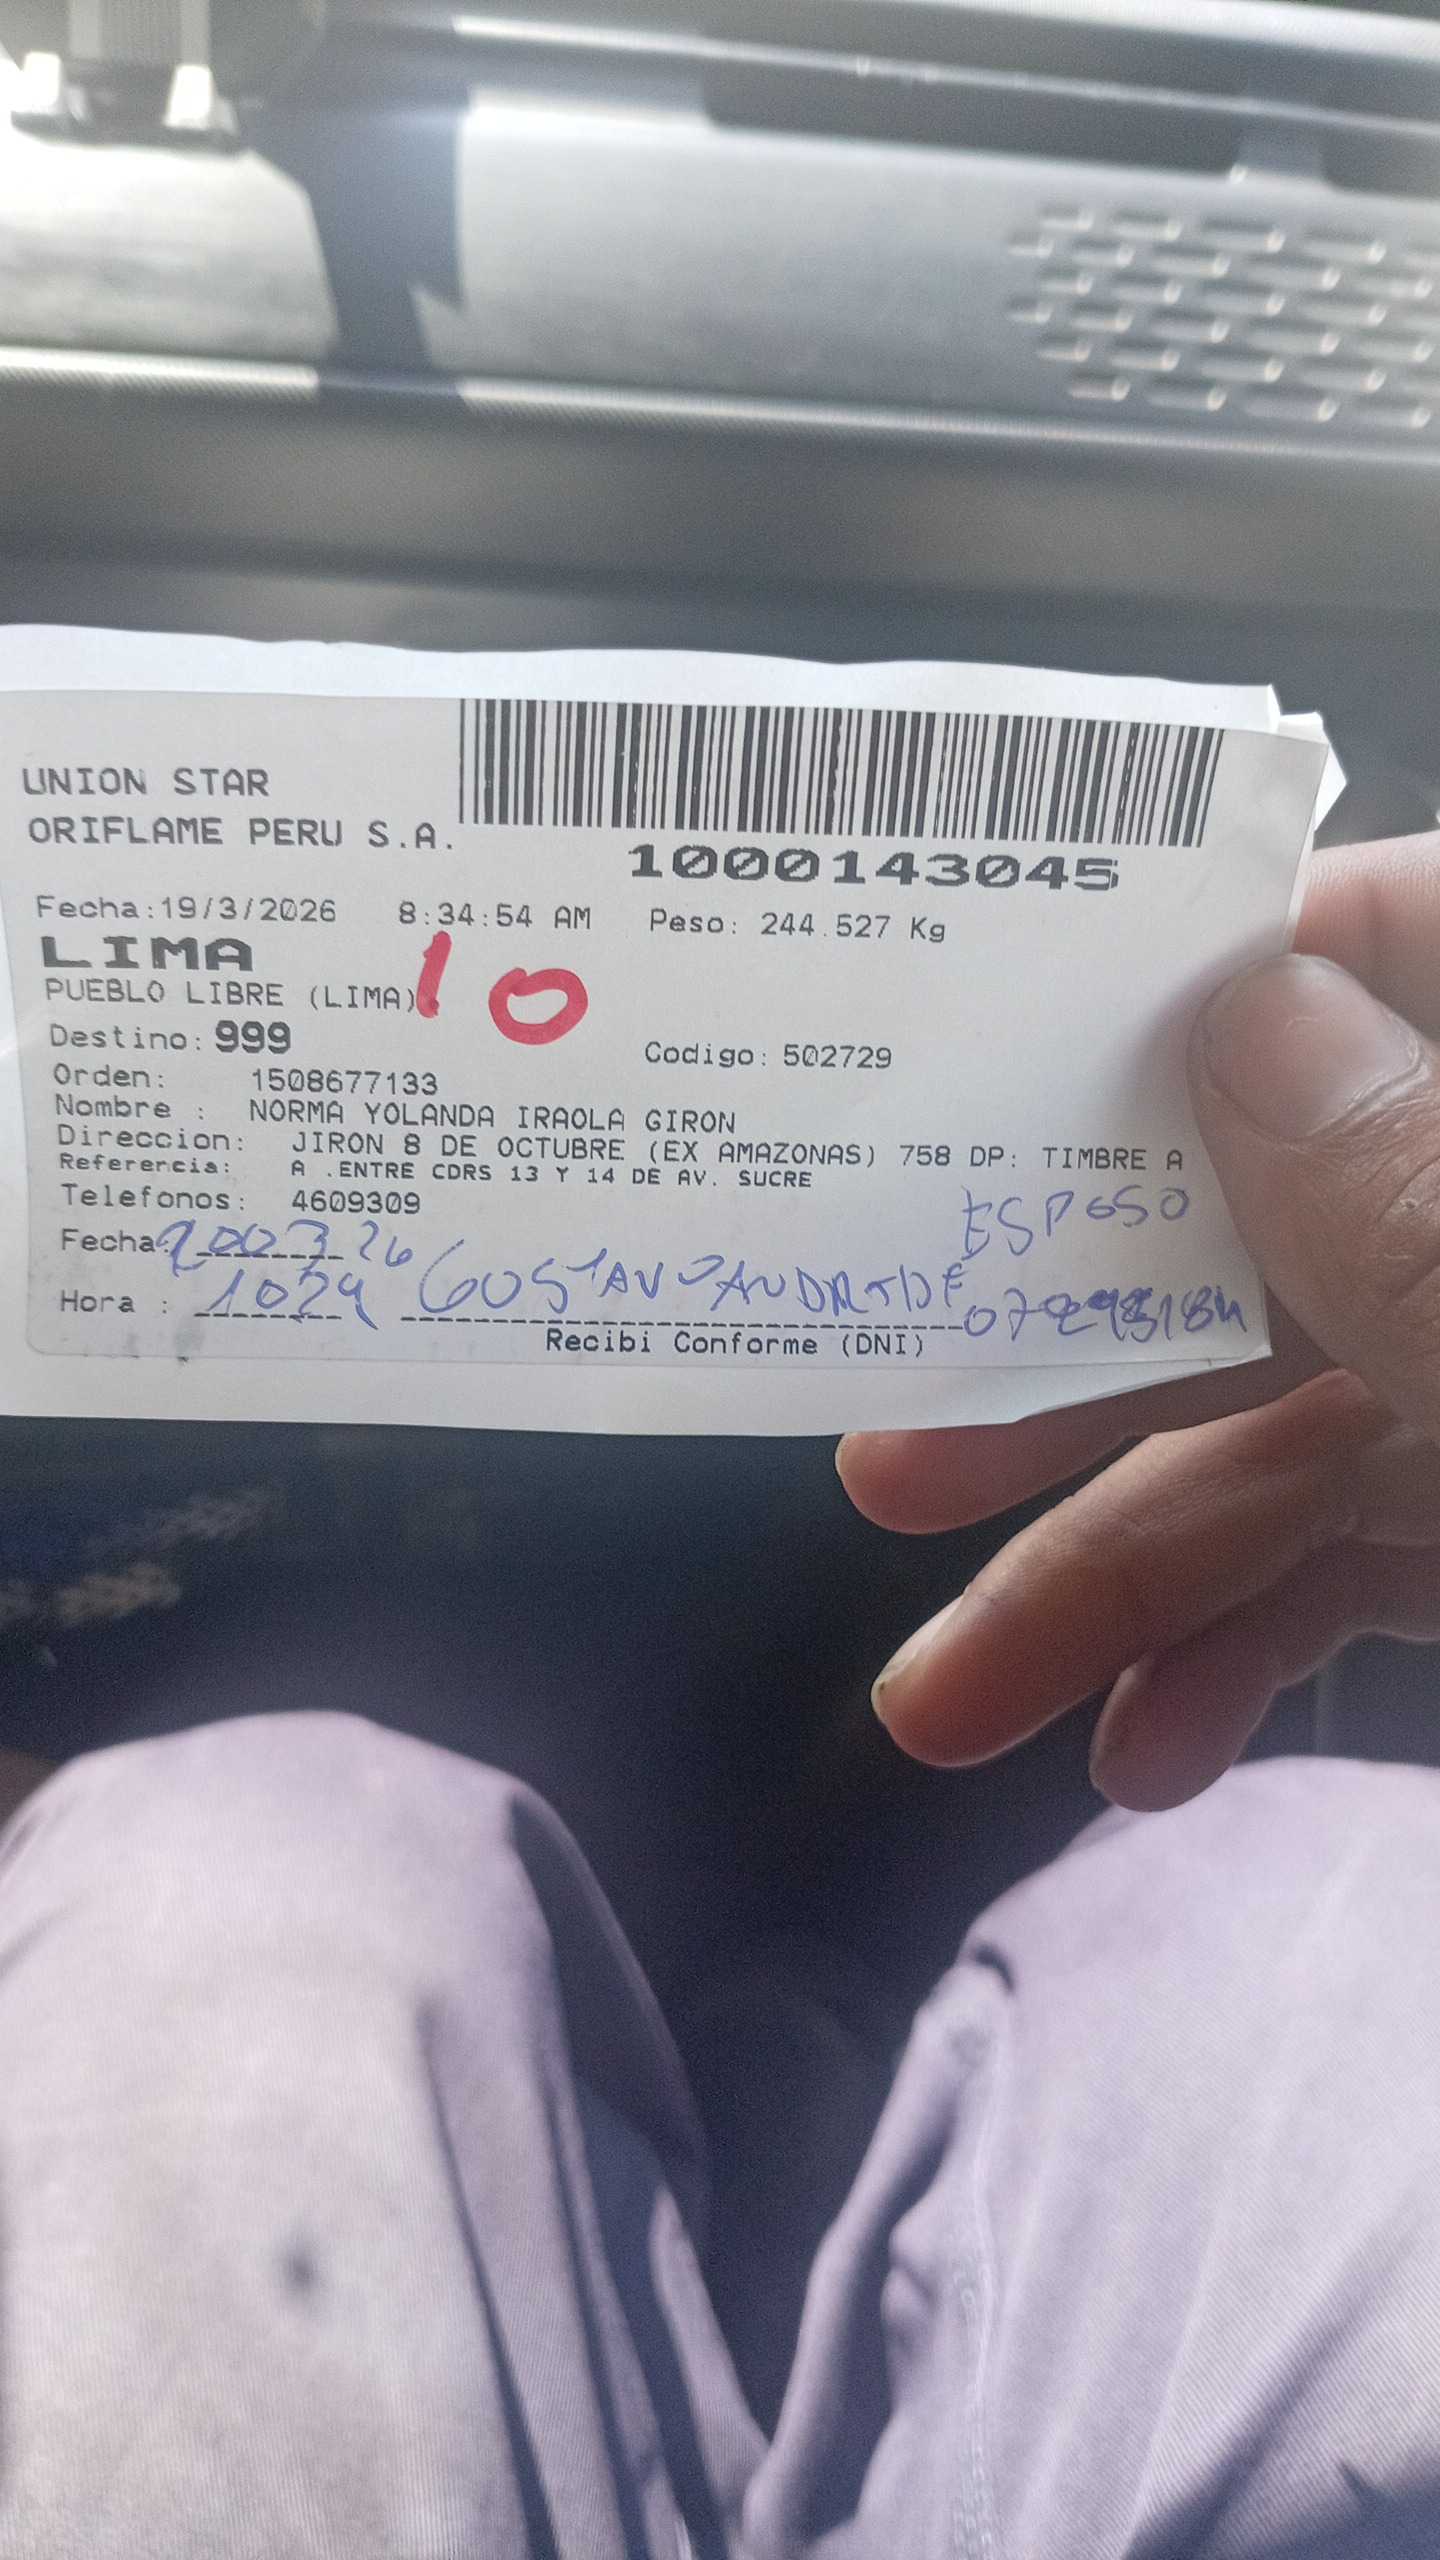 UNION STAR
ORIFLAME PERU S.A.
1000143045
Fecha:19/3/2026 8:34:54 AM Peso: 244.527 Kg
LIMA
PUEBLO LIBRE (LIMA) 10
Destino: 999
Codigo: 502729
Orden: 1508677133
Nombre : NORMA YOLANDA IRAOLA GIRON
Direccion: JIRON 8 DE OCTUBRE (EX AMAZONAS) 758 DP: TIMBRE A
Referencia: A .ENTRE CDRS 13 Y 14 DE AV. SUCRE
Telefonos: 4609309
ESPOSO
Fecha: 200326
Hora : 1029 GUSTAVO
Recibi Conforme (DNI)